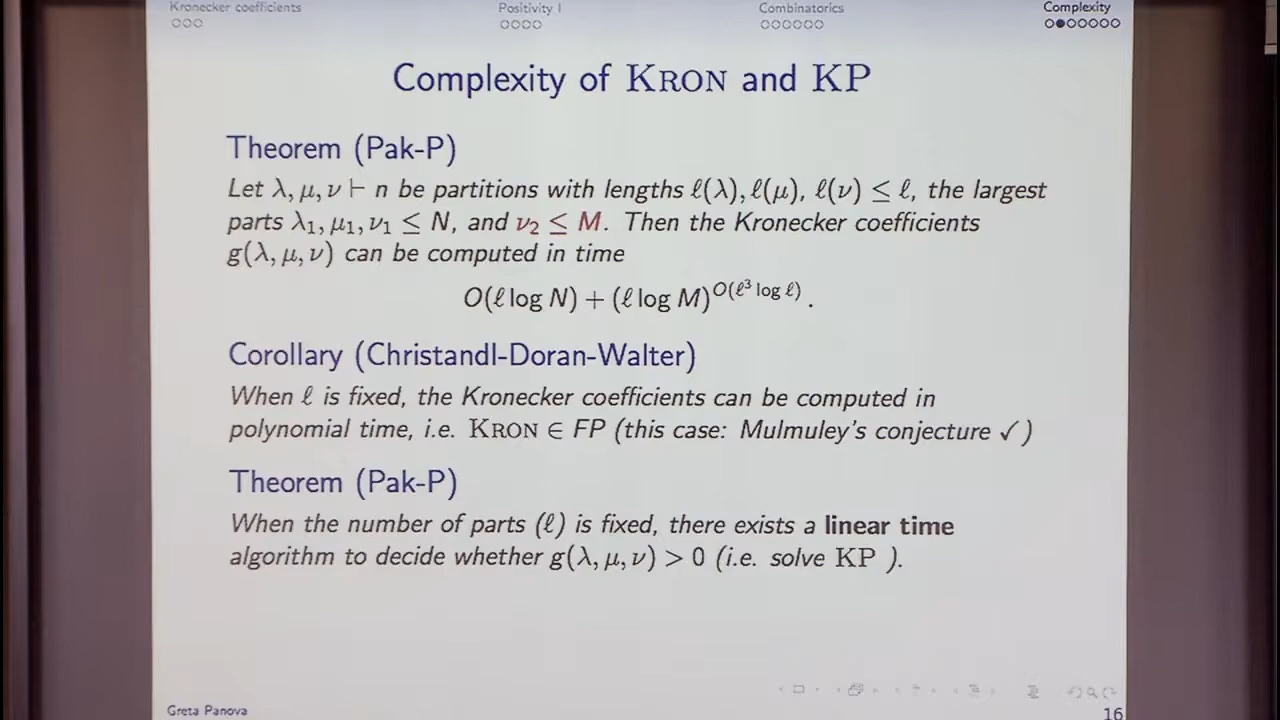 Kronecker coefficients Positivity I Combinatorics Complexity
Complexity of KRON and KP
Theorem (Pak-P)
Let λ, μ, ν ⊢ n be partitions with lengths ℓ(λ), ℓ(μ), ℓ(ν) ≤ ℓ, the largest
parts λ₁, μ₁, ν₁ ≤ N, and ν₂ ≤ M. Then the Kronecker coefficients
g(λ, μ, ν) can be computed in time
O(ℓ log N) + (ℓ log M)^{O(ℓ³ log ℓ)} .
Corollary (Christandl-Doran-Walter)
When ℓ is fixed, the Kronecker coefficients can be computed in
polynomial time, i.e. KRON ∈ FP (this case: Mulmuley's conjecture ✓ )
Theorem (Pak-P)
When the number of parts (ℓ) is fixed, there exists a linear time
algorithm to decide whether g(λ, μ, ν) > 0 (i.e. solve KP ).
Greta Panova
16